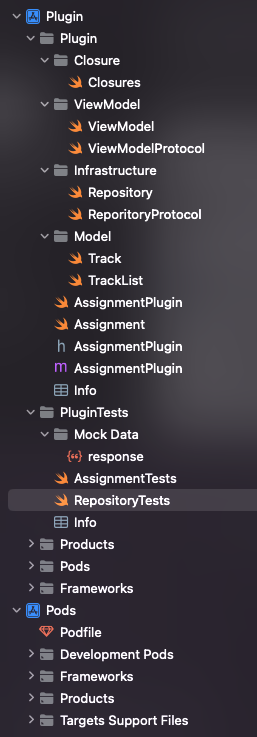 Plugin
Plugin
Closure
Closures
ViewModel
ViewModel
ViewModelProtocol
Infrastructure
Repository
ReporitoryProtocol
Model
Track
TrackList
AssignmentPlugin
Assignment
h AssignmentPlugin
m AssignmentPlugin
Info
PluginTests
Mock Data
response
AssignmentTests
RepositoryTests
Info
Products
Pods
Frameworks
Pods
Podfile
Development Pods
Frameworks
Products
Targets Support Files